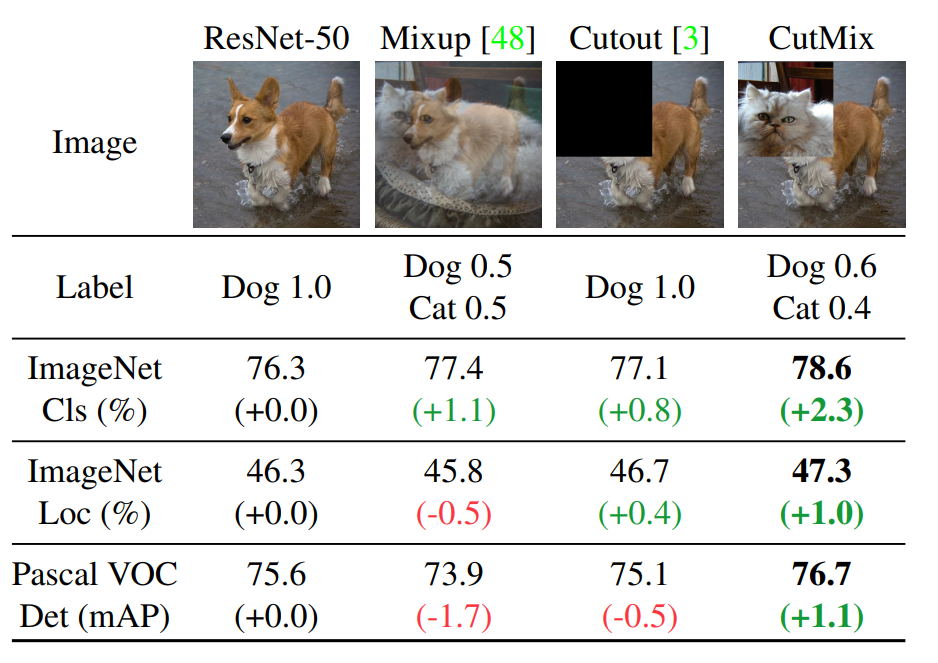 ResNet-50 Mixup [48] Cutout [3] CutMix
Image
Label Dog 1.0 Dog 0.5 Cat 0.5 Dog 1.0 Dog 0.6 Cat 0.4
ImageNet Cls (%) 76.3 (+0.0) 77.4 (+1.1) 77.1 (+0.8) 78.6 (+2.3)
ImageNet Loc (%) 46.3 (+0.0) 45.8 (-0.5) 46.7 (+0.4) 47.3 (+1.0)
Pascal VOC Det (mAP) 75.6 (+0.0) 73.9 (-1.7) 75.1 (-0.5) 76.7 (+1.1)